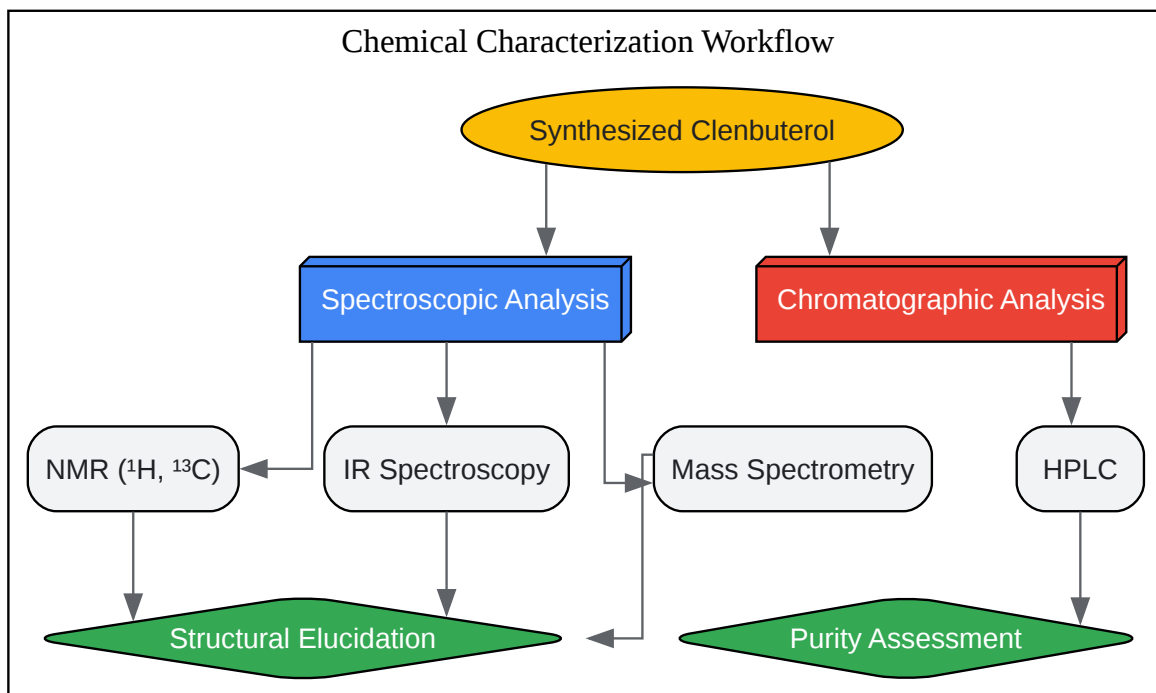 Chemical Characterization Workflow
Synthesized Clenbuterol
Spectroscopic Analysis
Chromatographic Analysis
NMR (¹H, ¹³C)
IR Spectroscopy
Mass Spectrometry
HPLC
Structural Elucidation
Purity Assessment